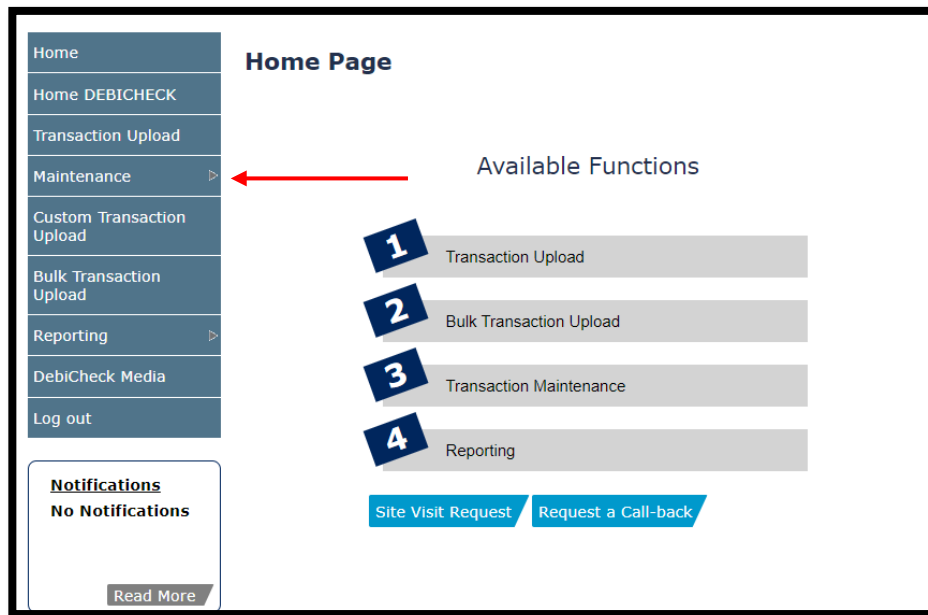 Home
Home DEBICHECK
Transaction Upload
Maintenance
Custom Transaction
Upload
Bulk Transaction
Upload
Reporting
DebiCheck Media
Log out
Notifications
No Notifications
Read More
Home Page
Available Functions
1 Transaction Upload
2 Bulk Transaction Upload
3 Transaction Maintenance
4 Reporting
Site Visit Request Request a Call-back